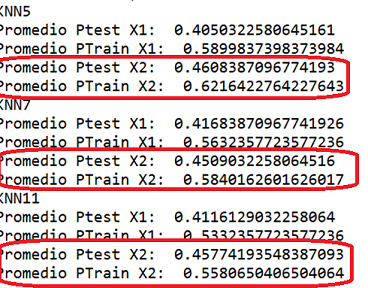 KNN5
Promedio Ptest X1:  0.4050322580645161
Promedio PTrain X1:  0.5899837398373984
Promedio Ptest X2:  0.4608387096774193
Promedio PTrain X2:  0.6216422764227643
KNN7
Promedio Ptest X1:  0.41683870967741926
Promedio PTrain X1:  0.5632357723577236
Promedio Ptest X2:  0.4509032258064516
Promedio PTrain X2:  0.5840162601626017
KNN11
Promedio Ptest X1:  0.4116129032258064
Promedio PTrain X1:  0.5332357723577236
Promedio Ptest X2:  0.45774193548387093
Promedio PTrain X2:  0.5580650406504064